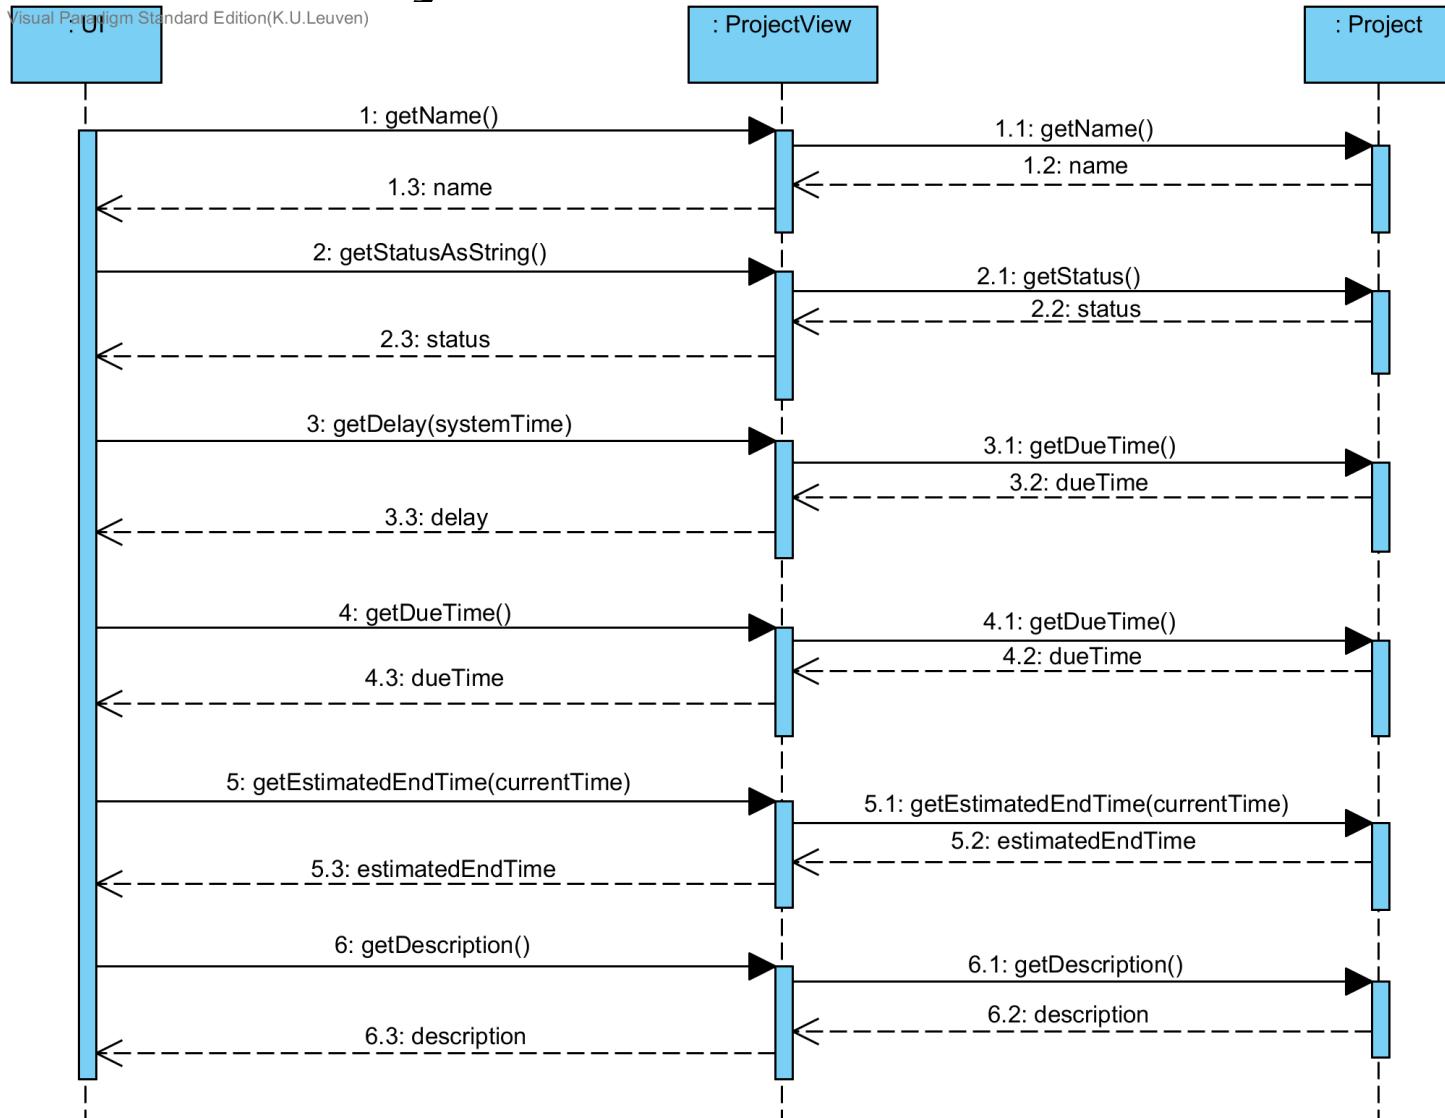 Visual Paradigm Standard Edition(K.U.Leuven)
: UI
: ProjectView
: Project
1: getName()
1.1: getName()
1.2: name
1.3: name
2: getStatusAsString()
2.1: getStatus()
2.2: status
2.3: status
3: getDelay(systemTime)
3.1: getDueTime()
3.2: dueTime
3.3: delay
4: getDueTime()
4.1: getDueTime()
4.2: dueTime
4.3: dueTime
5: getEstimatedEndTime(currentTime)
5.1: getEstimatedEndTime(currentTime)
5.2: estimatedEndTime
5.3: estimatedEndTime
6: getDescription()
6.1: getDescription()
6.2: description
6.3: description